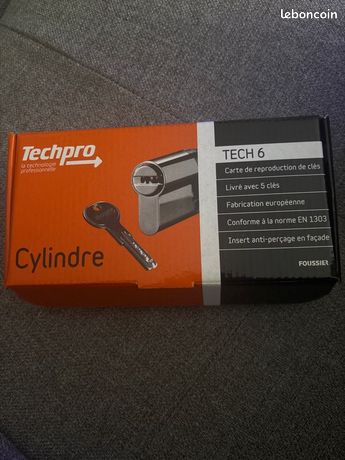 leboncoin
Techpro
la technologie
professionnelle
TECH 6
Carte de reproduction de clés
Livré avec 5 clés
Fabrication européenne
Conforme à la norme EN 1303
Insert anti-perçage en façade
Cylindre
FOUSSIER